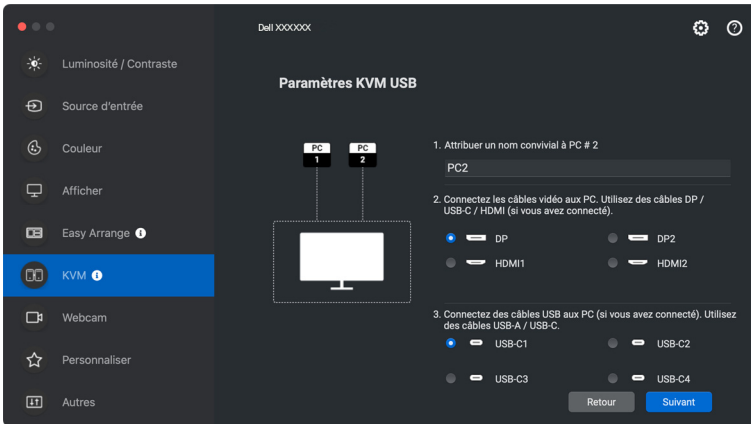 Dell XXXXXX
Luminosité / Contraste
Source d'entrée
Couleur
Afficher
Easy Arrange
KVM
Webcam
Personnaliser
Autres
Paramètres KVM USB
PC PC
1 2
1. Attribuer un nom convivial à PC # 2
PC2
2. Connectez les câbles vidéo aux PC. Utilisez des câbles DP /
USB-C / HDMI (si vous avez connecté).
DP DP2
HDMI1 HDMI2
3. Connectez des câbles USB aux PC (si vous avez connecté). Utilisez
des câbles USB-A / USB-C.
USB-C1 USB-C2
USB-C3 USB-C4
Retour Suivant